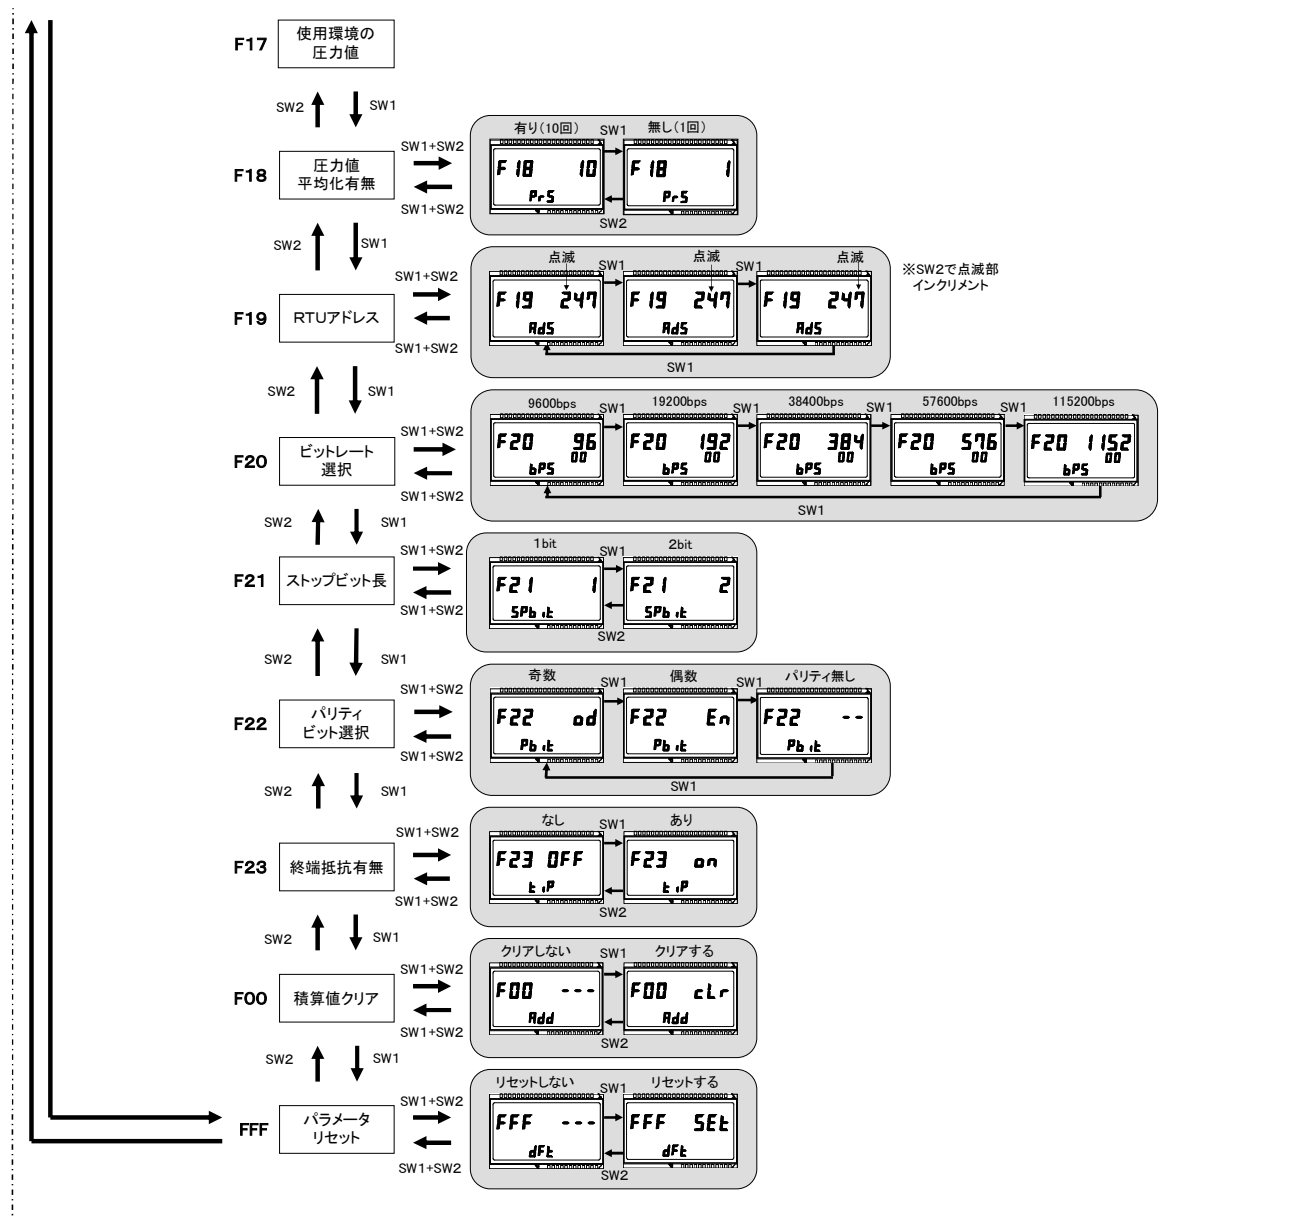 F17
使用環境の
圧力値
SW2
SW1
F18
圧力値
平均化有無
SW1+SW2
SW1+SW2
有り(10回)
SW1
無し(1回)
F18 10
PrS
F18 1
PrS
SW2
SW2
SW1
F19
RTUアドレス
SW1+SW2
SW1+SW2
点滅
SW1
点滅
SW1
点滅
F19 247
AdS
F19 247
AdS
F19 247
AdS
SW1
※SW2で点滅部
インクリメント
SW2
SW1
F20
ビットレート
選択
SW1+SW2
SW1+SW2
9600bps
SW1
19200bps
SW1
38400bps
SW1
57600bps
SW1
115200bps
F20 96
00
bPS
F20 192
00
bPS
F20 384
00
bPS
F20 576
00
bPS
F20 1152
00
bPS
SW1
SW2
SW1
F21
ストップビット長
SW1+SW2
SW1+SW2
1bit
SW1
2bit
F21 1
SPbit
F21 2
SPbit
SW2
SW2
SW1
F22
パリティ
ビット選択
SW1+SW2
SW1+SW2
奇数
SW1
偶数
SW1
パリティ無し
F22 od
Pbit
F22 En
Pbit
F22 --
Pbit
SW1
SW2
SW1
F23
終端抵抗有無
SW1+SW2
SW1+SW2
なし
SW1
あり
F23 OFF
tiP
F23 on
tiP
SW2
SW2
SW1
F00
積算値クリア
SW1+SW2
SW1+SW2
クリアしない
SW1
クリアする
F00 ---
Add
F00 cLr
Add
SW2
SW2
SW1
FFF
パラメータ
リセット
SW1+SW2
SW1+SW2
リセットしない
SW1
リセットする
FFF ---
dFt
FFF SEt
dFt
SW2